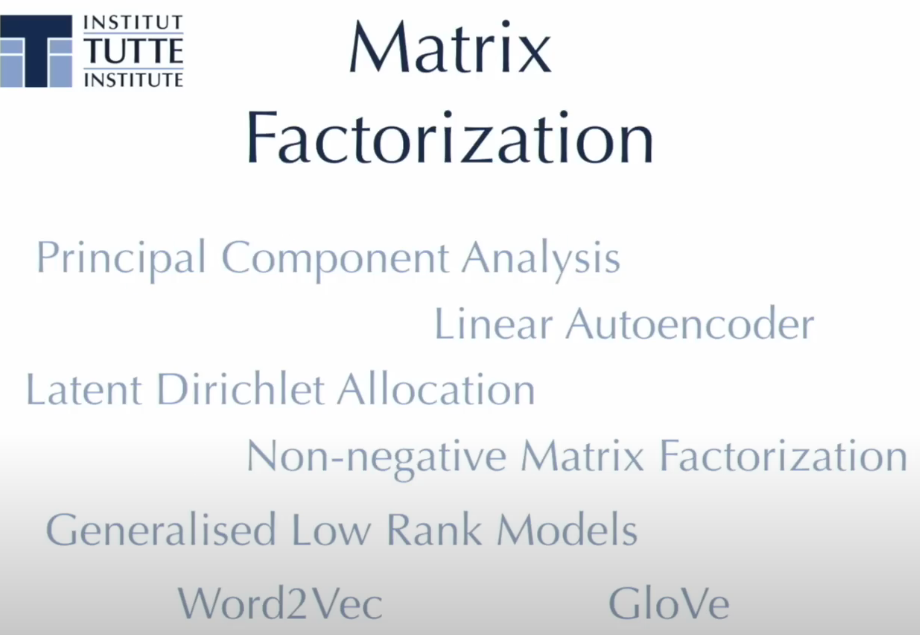 INSTITUT
TUTTE
INSTITUTE
Matrix
Factorization
Principal Component Analysis
Linear Autoencoder
Latent Dirichlet Allocation
Non-negative Matrix Factorization
Generalised Low Rank Models
Word2Vec GloVe